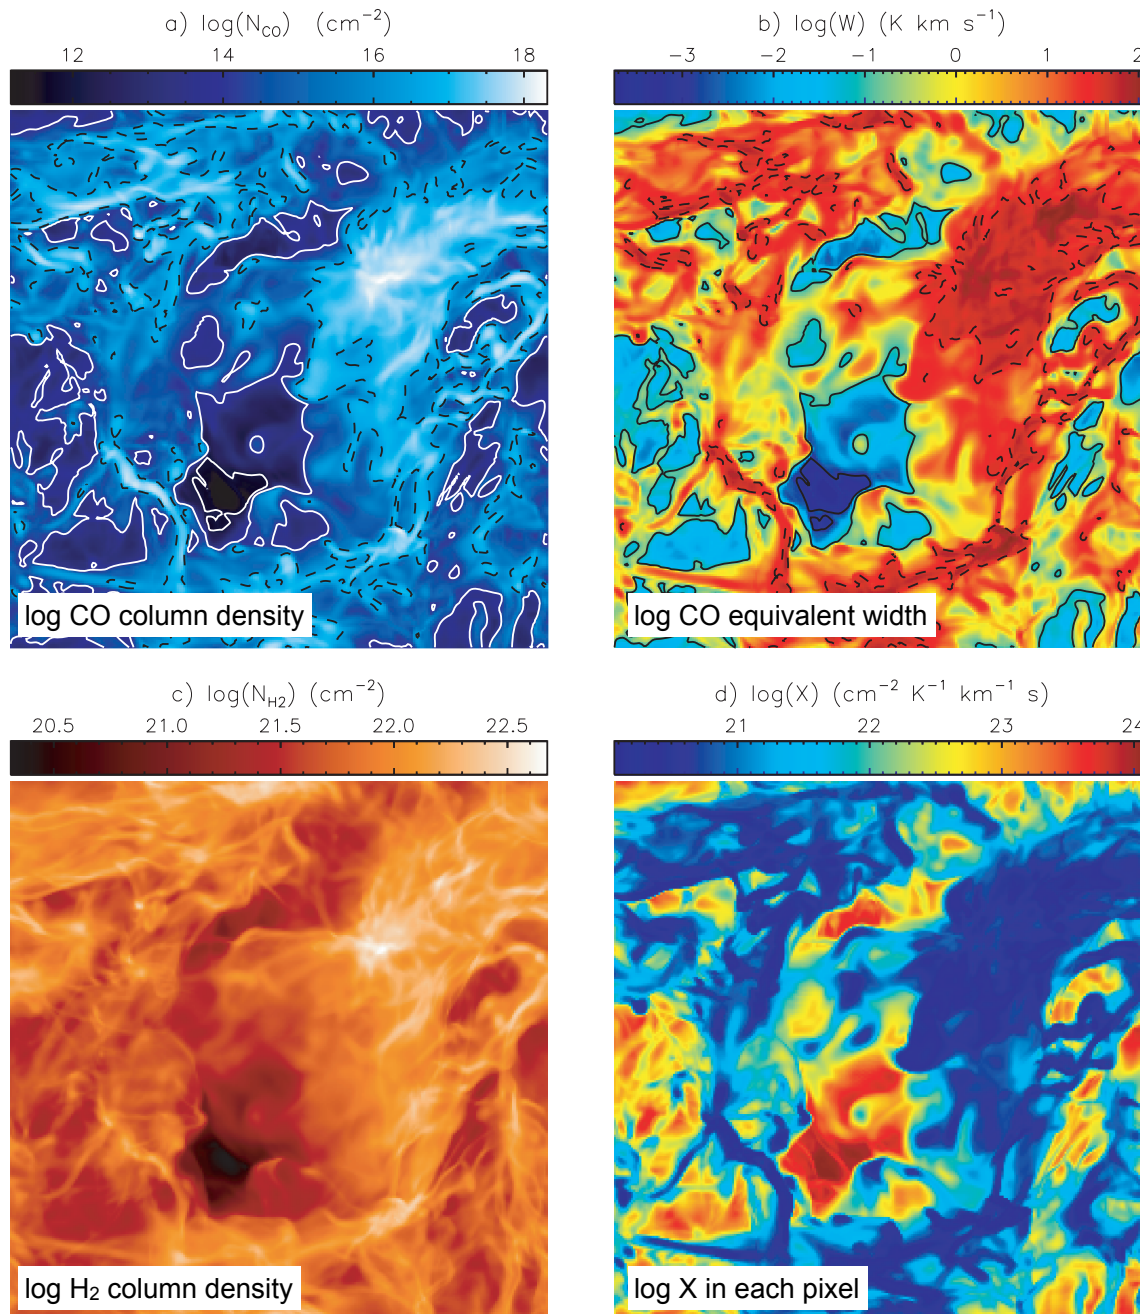 a) log(N_CO) (cm⁻²)
12 14 16 18
b) log(W) (K km s⁻¹)
−3 −2 −1 0 1 2
log CO column density
log CO equivalent width
c) log(N_H2) (cm⁻²)
20.5 21.0 21.5 22.0 22.5
d) log(X) (cm⁻² K⁻¹ km⁻¹ s)
21 22 23 24
log H₂ column density
log X in each pixel